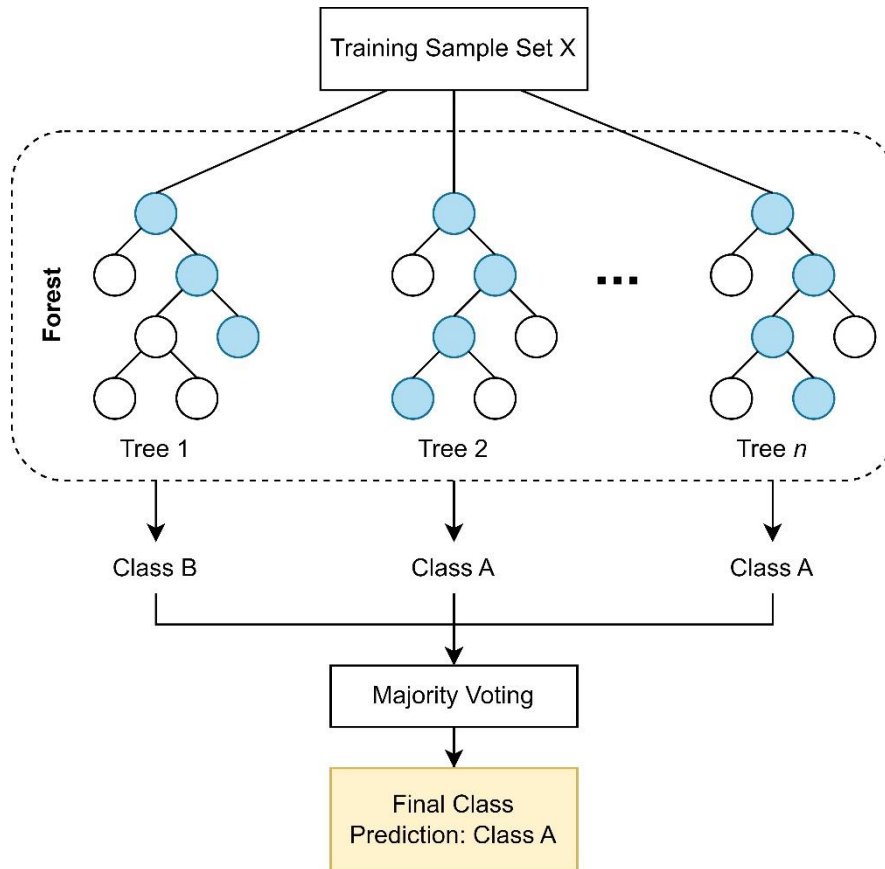 Training Sample Set X
Forest
...
Tree 1
Tree 2
Tree n
Class B
Class A
Class A
Majority Voting
Final Class
Prediction: Class A